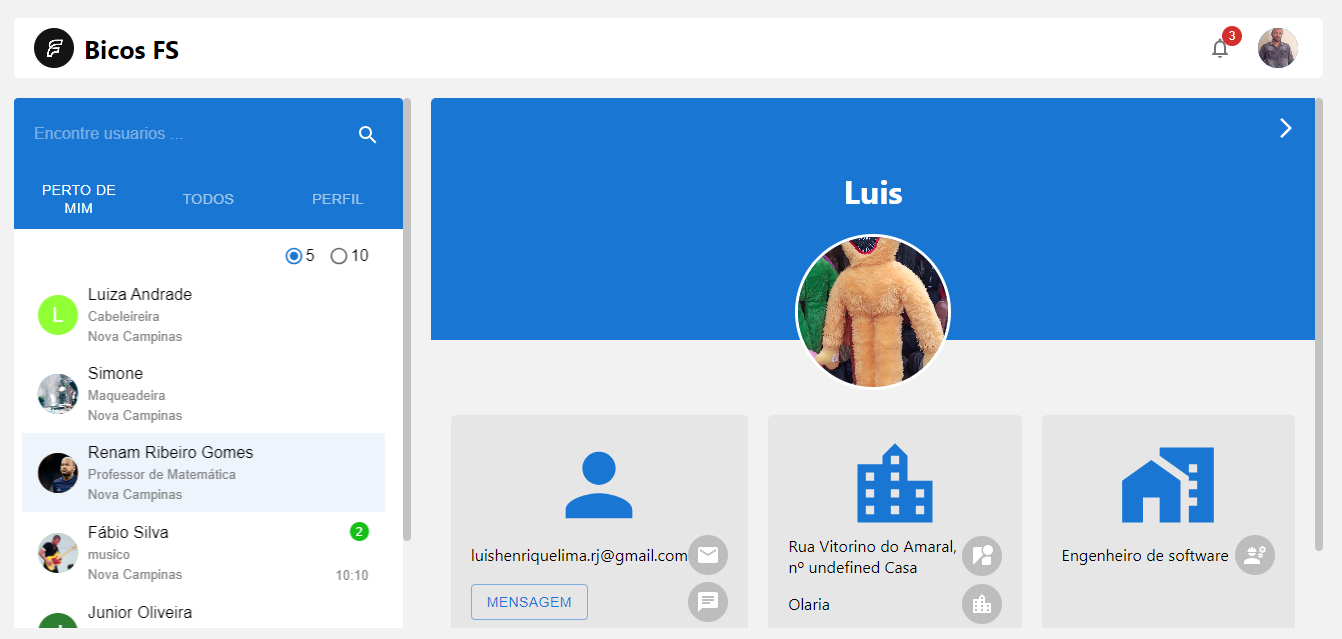 Bicos FS
3
Encontre usuarios ...
PERTO DE
MIM
TODOS
PERFIL
5
10
L
Luiza Andrade
Cabeleireira
Nova Campinas
Simone
Maqueadeira
Nova Campinas
Renam Ribeiro Gomes
Professor de Matemática
Nova Campinas
Fábio Silva
2
musico
Nova Campinas
10:10
Junior Oliveira
Luis
luishenriquelima.rj@gmail.com
MENSAGEM
Rua Vitorino do Amaral,
nº undefined Casa
Olaria
Engenheiro de software